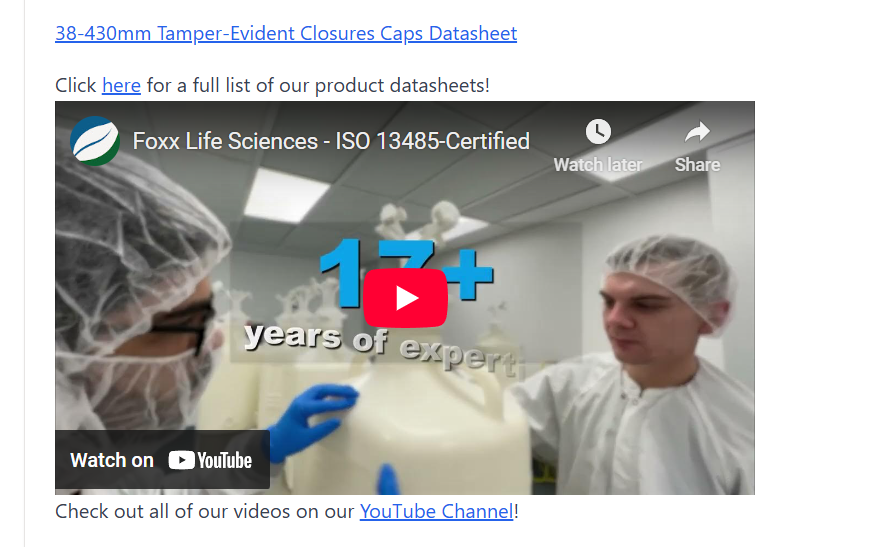 38-430mm Tamper-Evident Closures Caps Datasheet
Click here for a full list of our product datasheets!
Foxx Life Sciences - ISO 13485-Certified
Watch later
Share
17+
years of experti
Watch on YouTube
Check out all of our videos on our YouTube Channel!